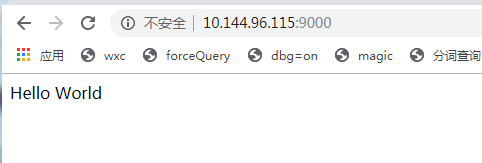 不安全 | 10.144.96.115:9000
应用 wxc forceQuery dbg=on magic 分词查询
Hello World